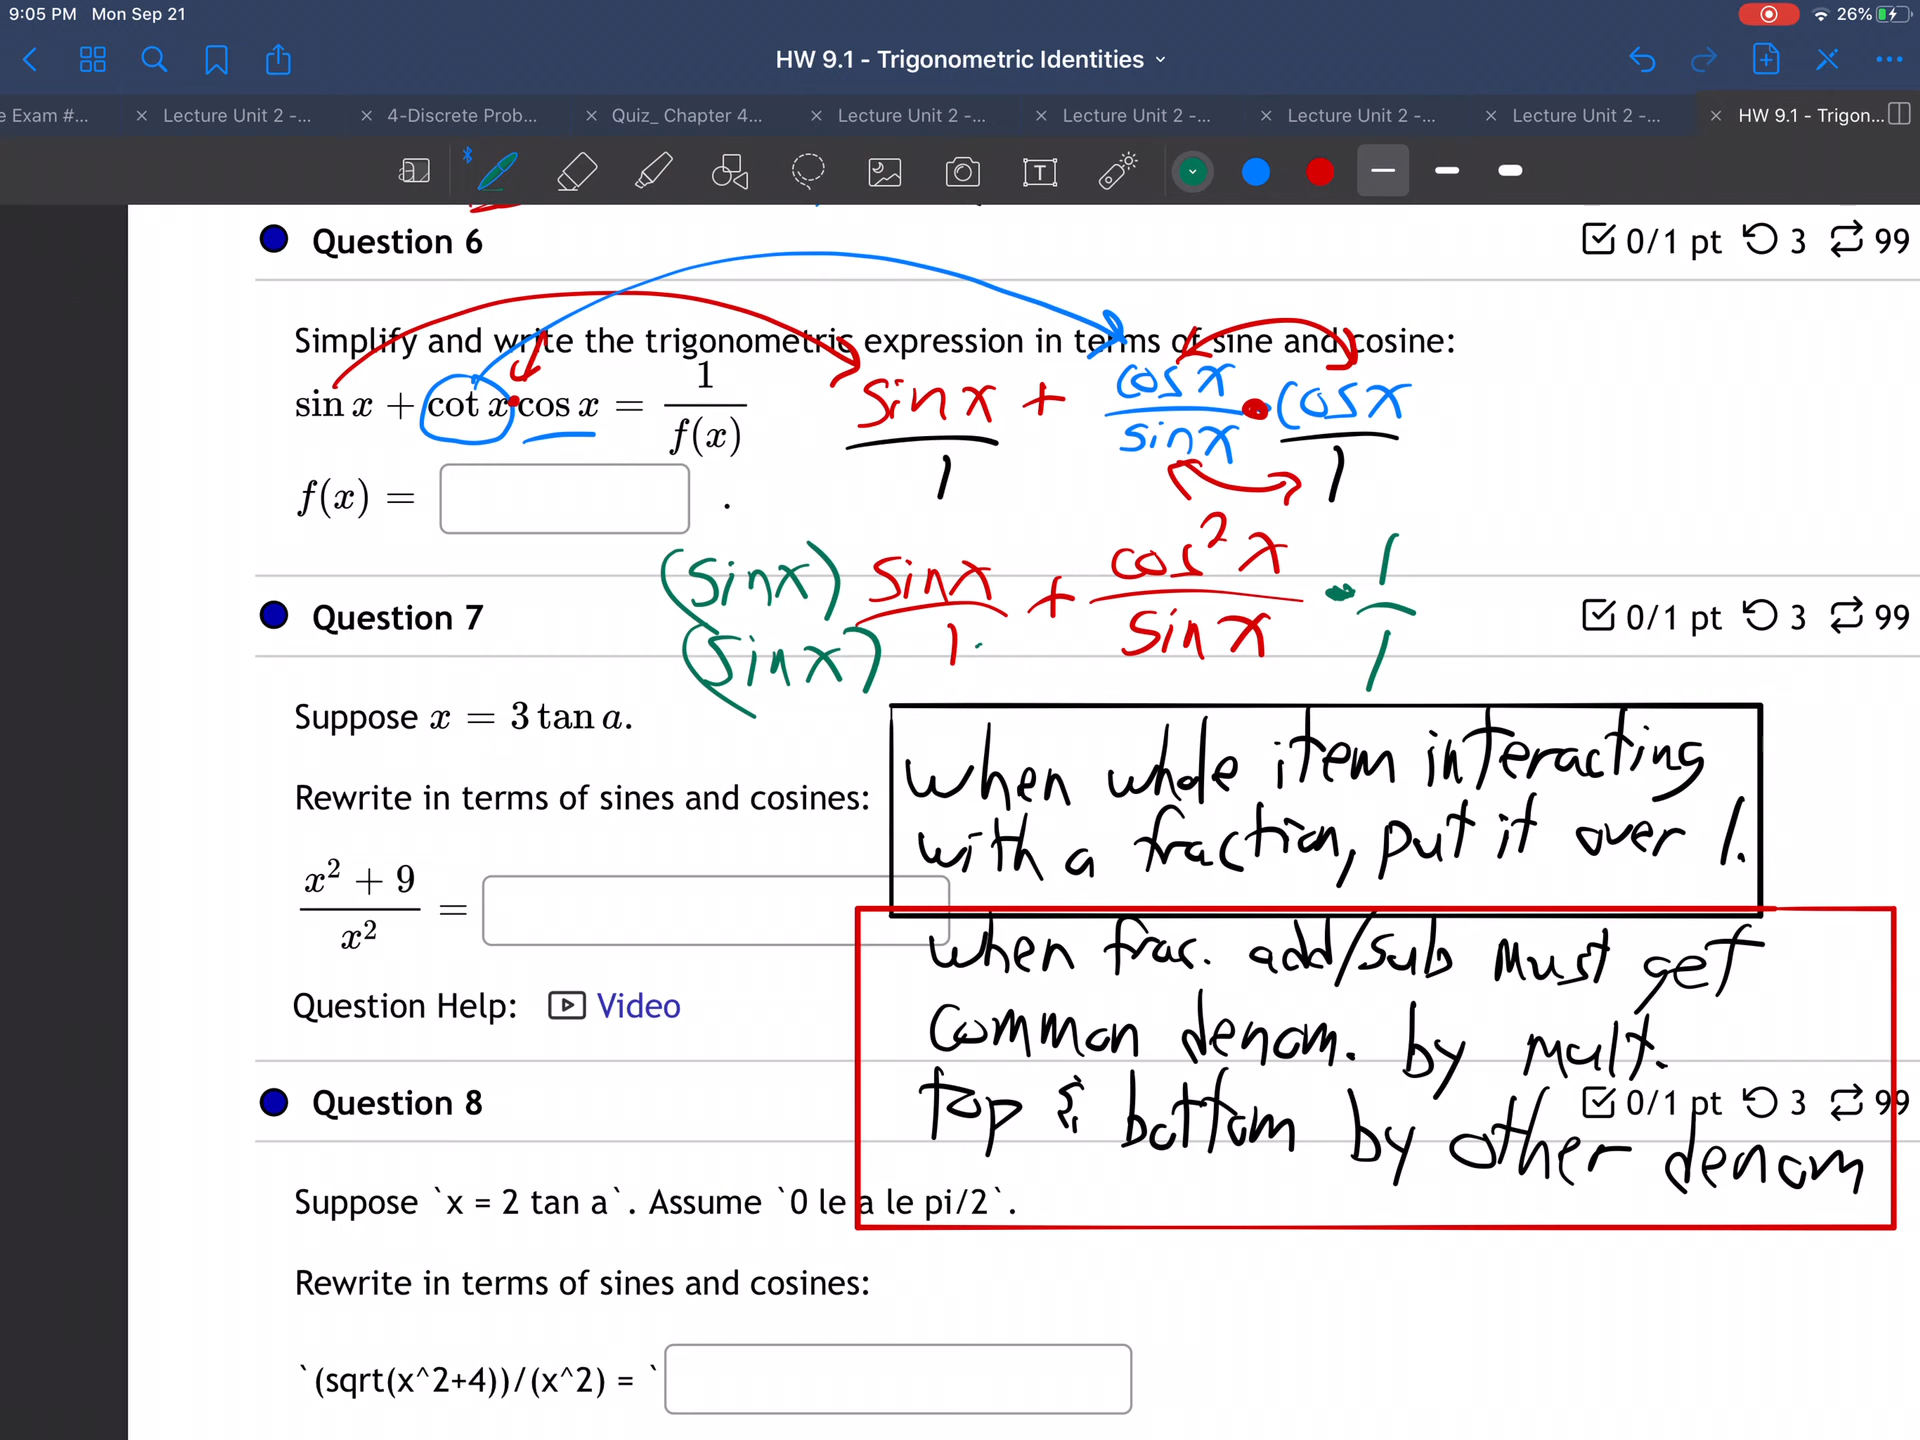 9:05 PM Mon Sep 21
26%
HW 9.1 - Trigonometric Identities
e Exam #...
Lecture Unit 2 -...
4-Discrete Prob...
Quiz_ Chapter 4...
Lecture Unit 2 -...
Lecture Unit 2 -...
Lecture Unit 2 -...
Lecture Unit 2 -...
HW 9.1 - Trigon...
T
Question 6
0/1 pt 3 99
Simplify and write the trigonometric expression in terms of sine and cosine:
sin x + cot x · cos x = 1/f(x)
sin x/1 + cos x/sin x · cos x/1
f(x) = .
(sin x)/(sin x) sin x/1 + cos² x/sin x · 1/1
Question 7
0/1 pt 3 99
Suppose x = 3 tan a.
Rewrite in terms of sines and cosines:
When whole item interacting
with a fraction, put it over 1.
x² + 9/x² =
When frac. add/sub must get
common denom. by mult.
top & bottom by other denom
Question Help: Video
Question 8
0/1 pt 3 99
Suppose `x = 2 tan a`. Assume `0 le a le pi/2`.
Rewrite in terms of sines and cosines:
`(sqrt(x^2+4))/(x^2) = `